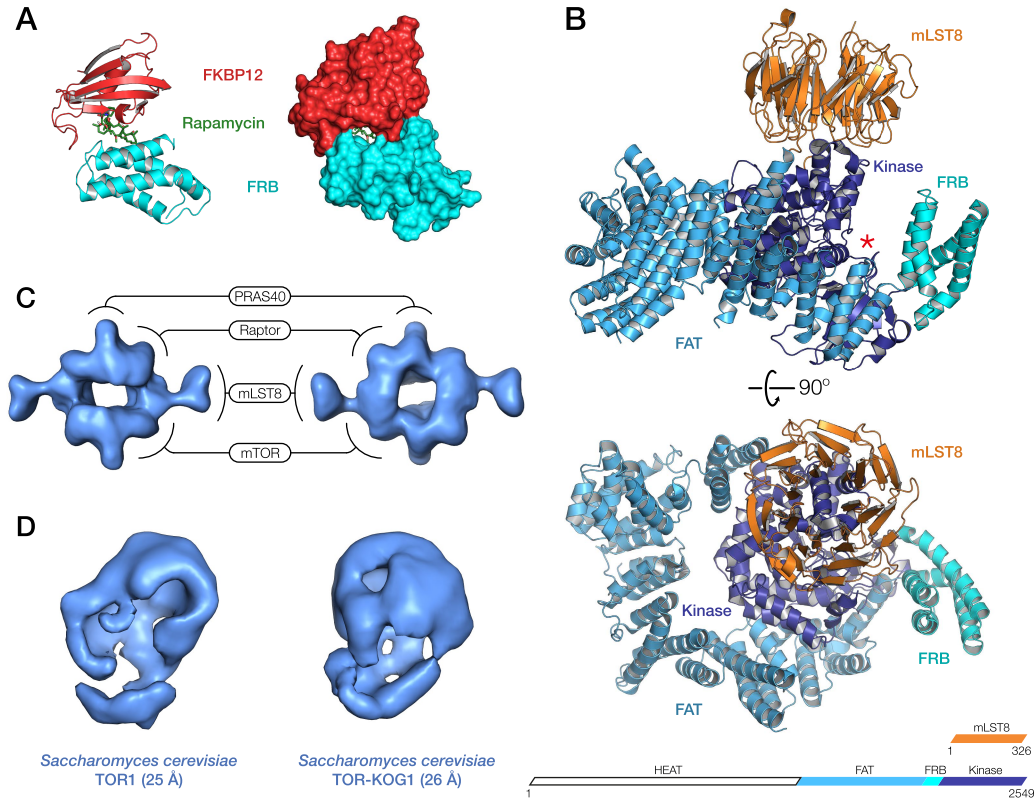 A
FKBP12
Rapamycin
FRB
B
mLST8
Kinase
FRB
*
FAT
90°
mLST8
Kinase
FRB
FAT
C
PRAS40
Raptor
mLST8
mTOR
D
Saccharomyces cerevisiae
TOR1 (25 Å)
Saccharomyces cerevisiae
TOR-KOG1 (26 Å)
mLST8
1 326
HEAT FAT FRB Kinase
1 2549